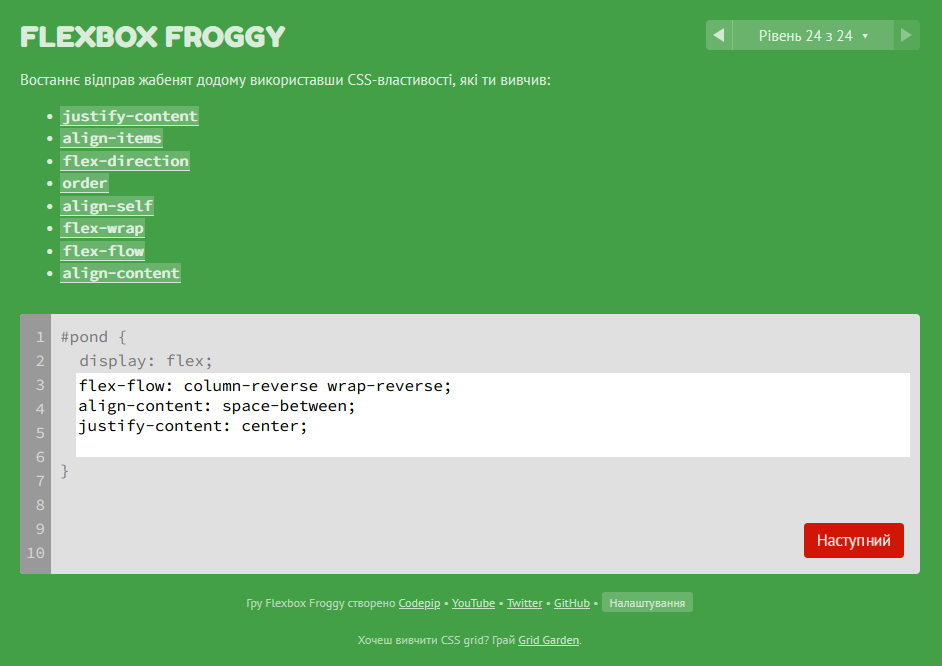 FLEXBOX FROGGY
Рівень 24 з 24
Востаннє відправ жабенят додому використавши CSS-властивості, які ти вивчив:
justify-content
align-items
flex-direction
order
align-self
flex-wrap
flex-flow
align-content
1 #pond {
2 display: flex;
3 flex-flow: column-reverse wrap-reverse;
4 align-content: space-between;
5 justify-content: center;
6
7 }
8
9
10
Наступний
Гру Flexbox Froggy створено Codepip • YouTube • Twitter • GitHub • Налаштування
Хочеш вивчити CSS grid? Грай Grid Garden.